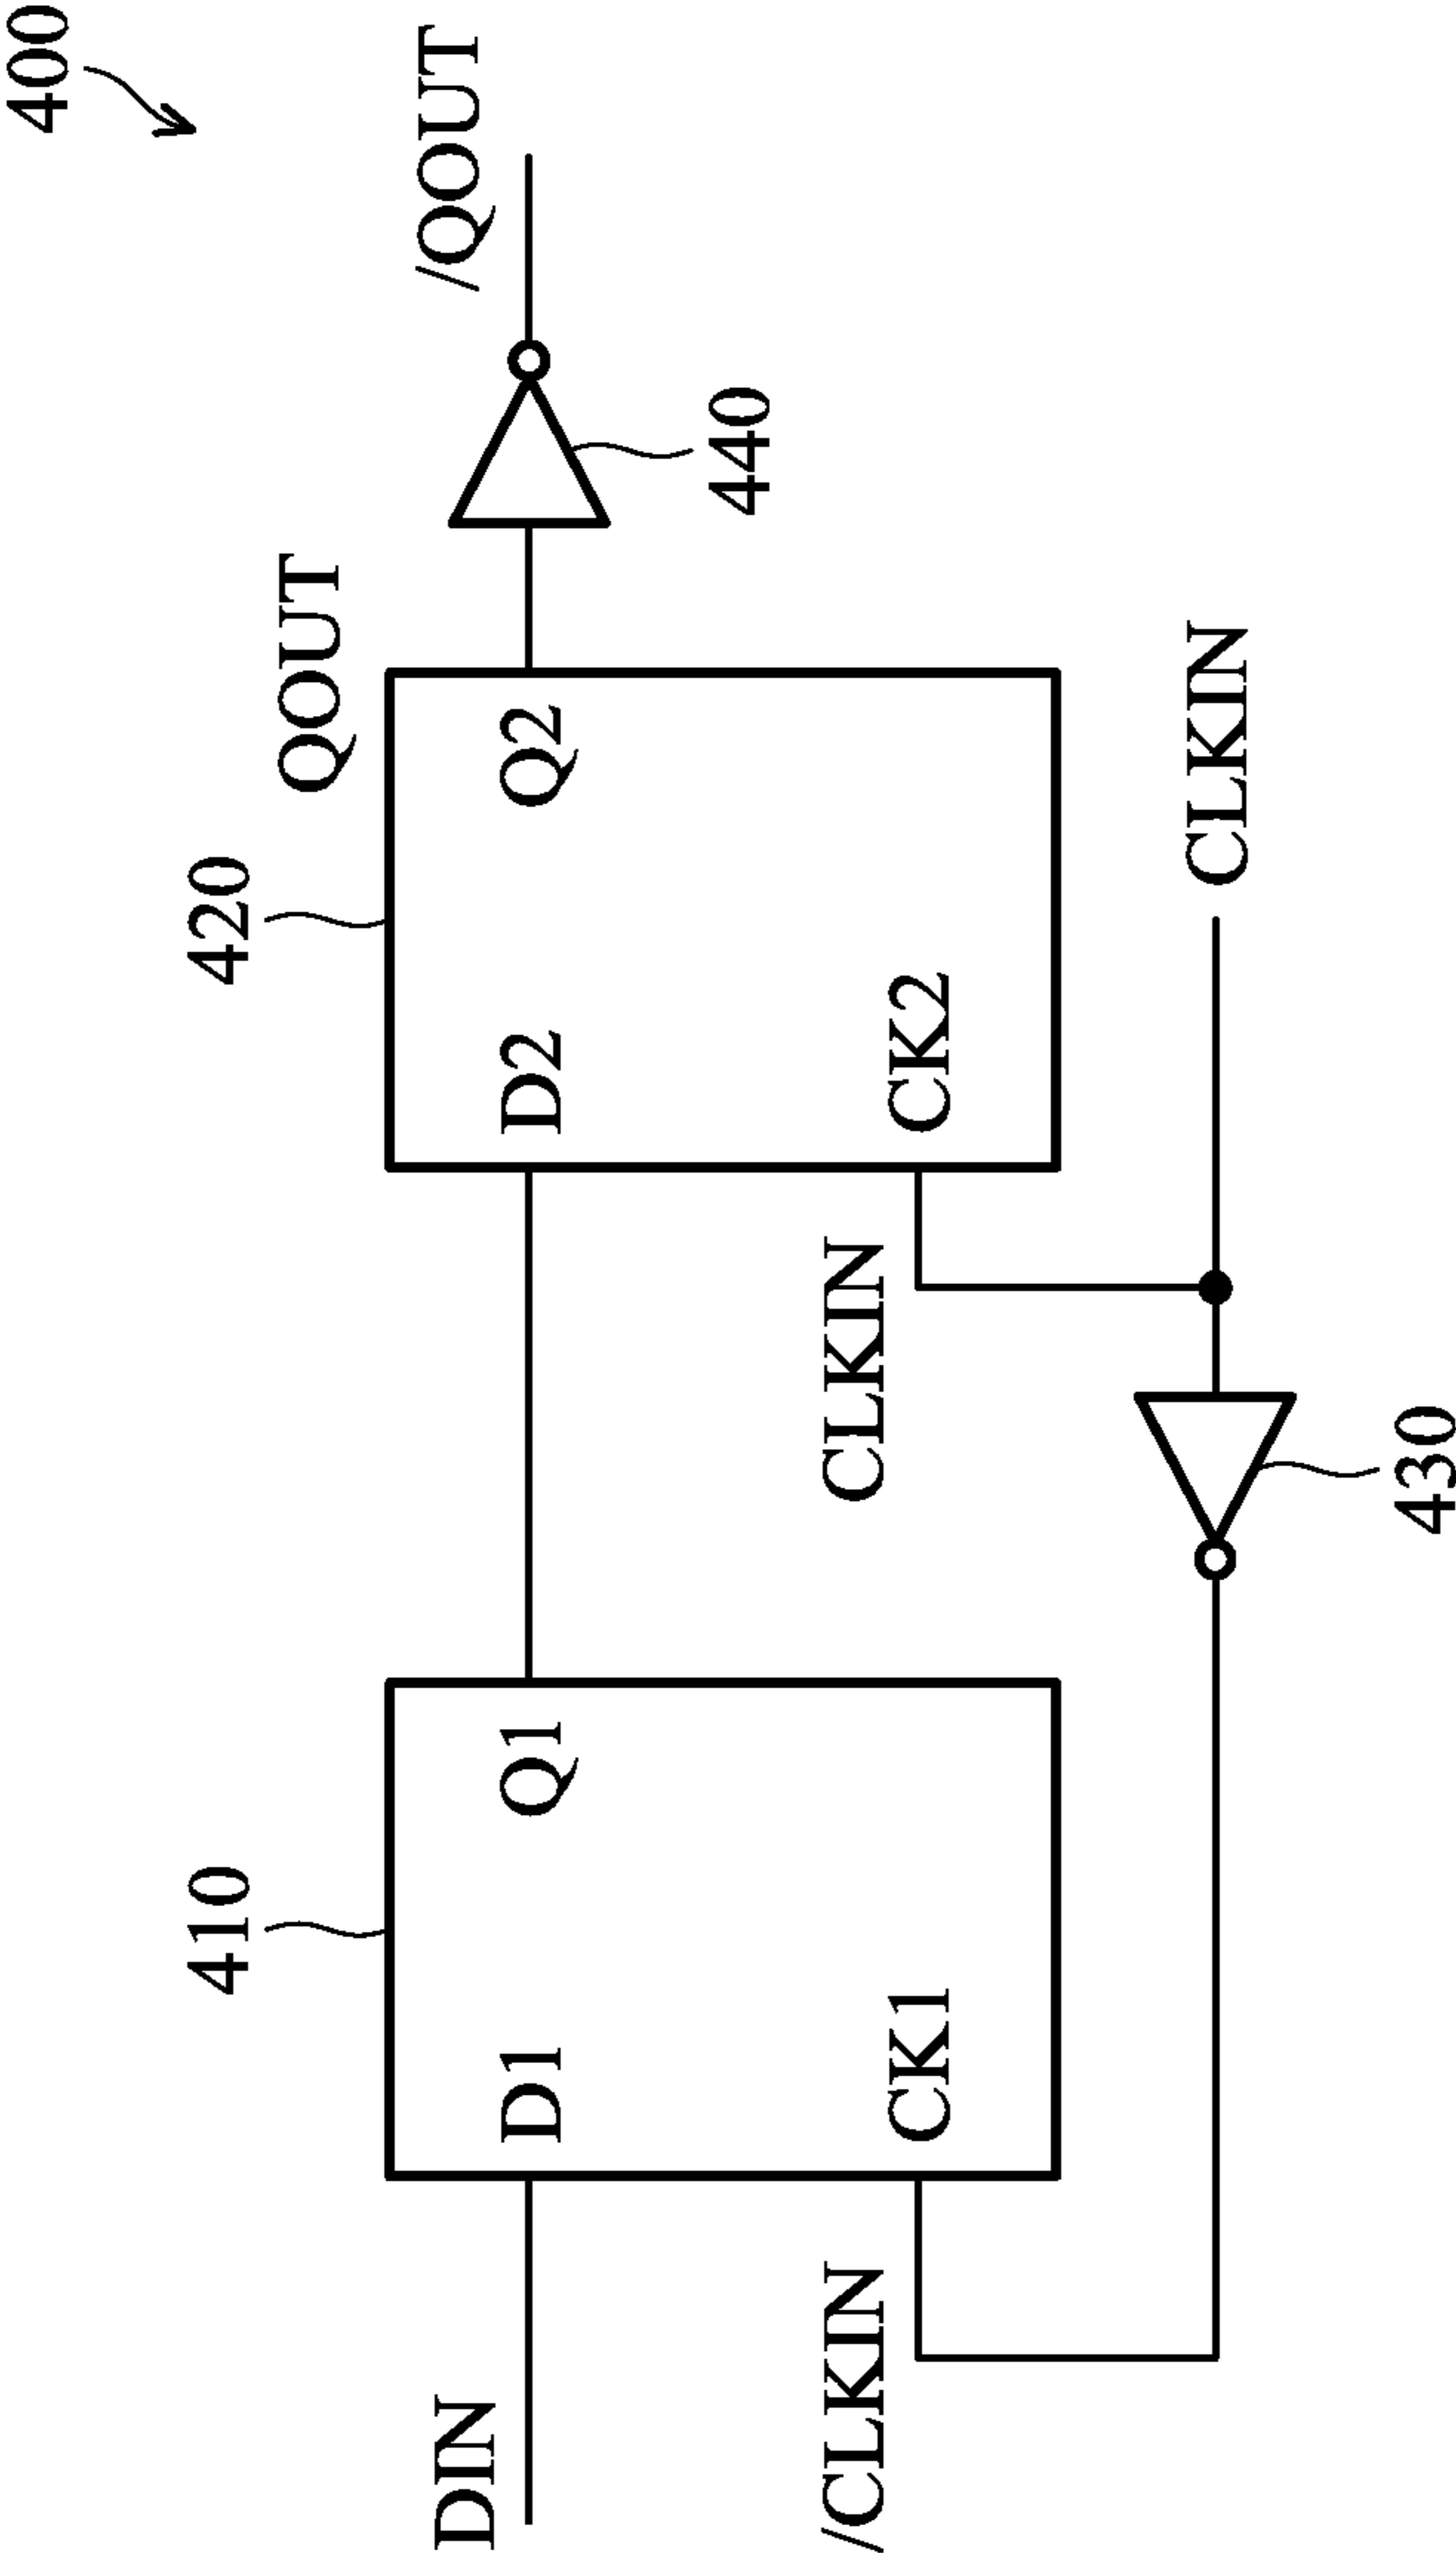 400
420
QOUT
/QOUT
410
DIN
D1
Q1
D2
Q2
440
/CLKIN
CLKIN
CK1
CK2
CLKIN
430